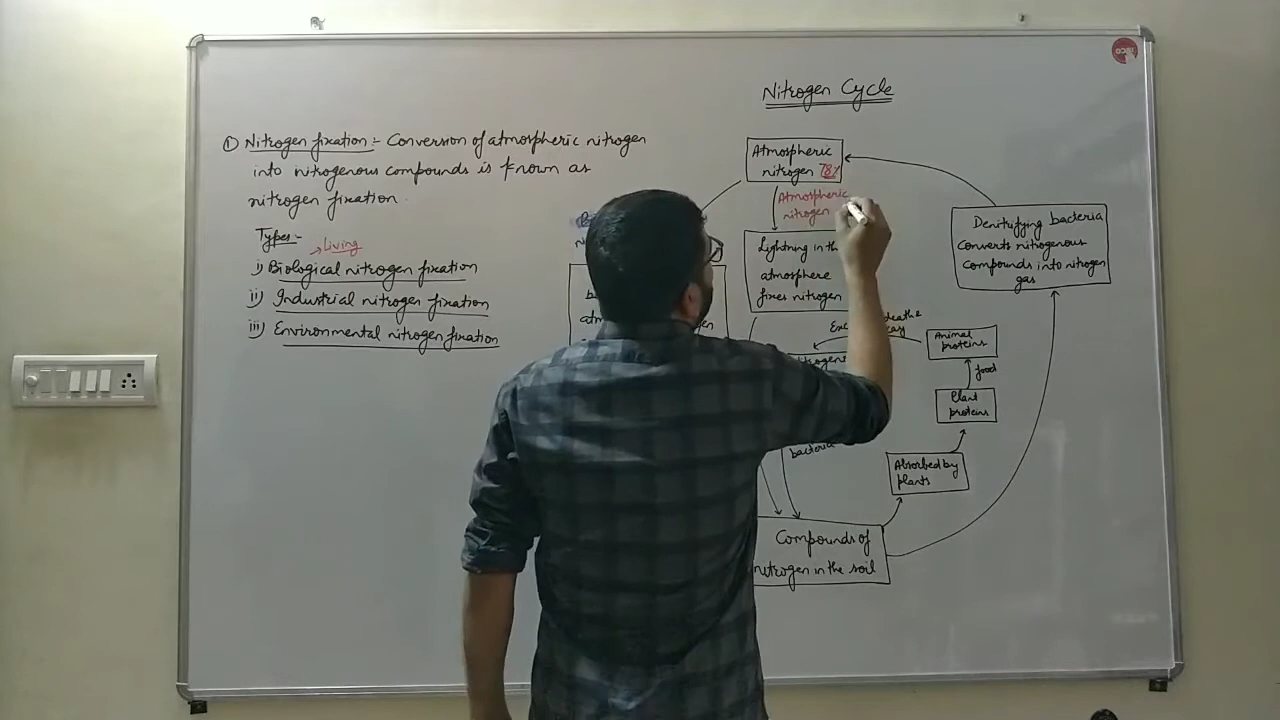 Nitrogen Cycle
① Nitrogen fixation :- Conversion of atmospheric nitrogen
into nitrogenous compounds is known as
nitrogen fixation.
Types:-
→ Living
i) Biological nitrogen fixation
ii) Industrial nitrogen fixation
iii) Environmental nitrogen fixation
Atmospheric
nitrogen 78%
Atmospheric
nitrogen
Lightning in the
atmosphere
fixes nitrogen
Denitrifying bacteria
converts nitrogenous
compounds into nitrogen
gas
death &
Animal
proteins
food
Plant
proteins
Absorbed by
plants
bacteria
Compounds of
nitrogen in the soil